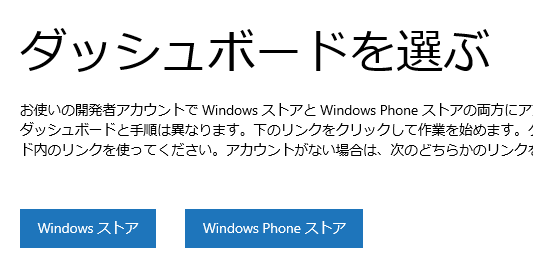 ダッシュボードを選ぶ
お使いの開発者アカウントで Windows ストアと Windows Phone ストアの両方にア
ダッシュボードと手順は異なります。下のリンクをクリックして作業を始めます。
ド内のリンクを使ってください。アカウントがない場合は、次のどちらかのリンクを
Windows ストア
Windows Phone ストア